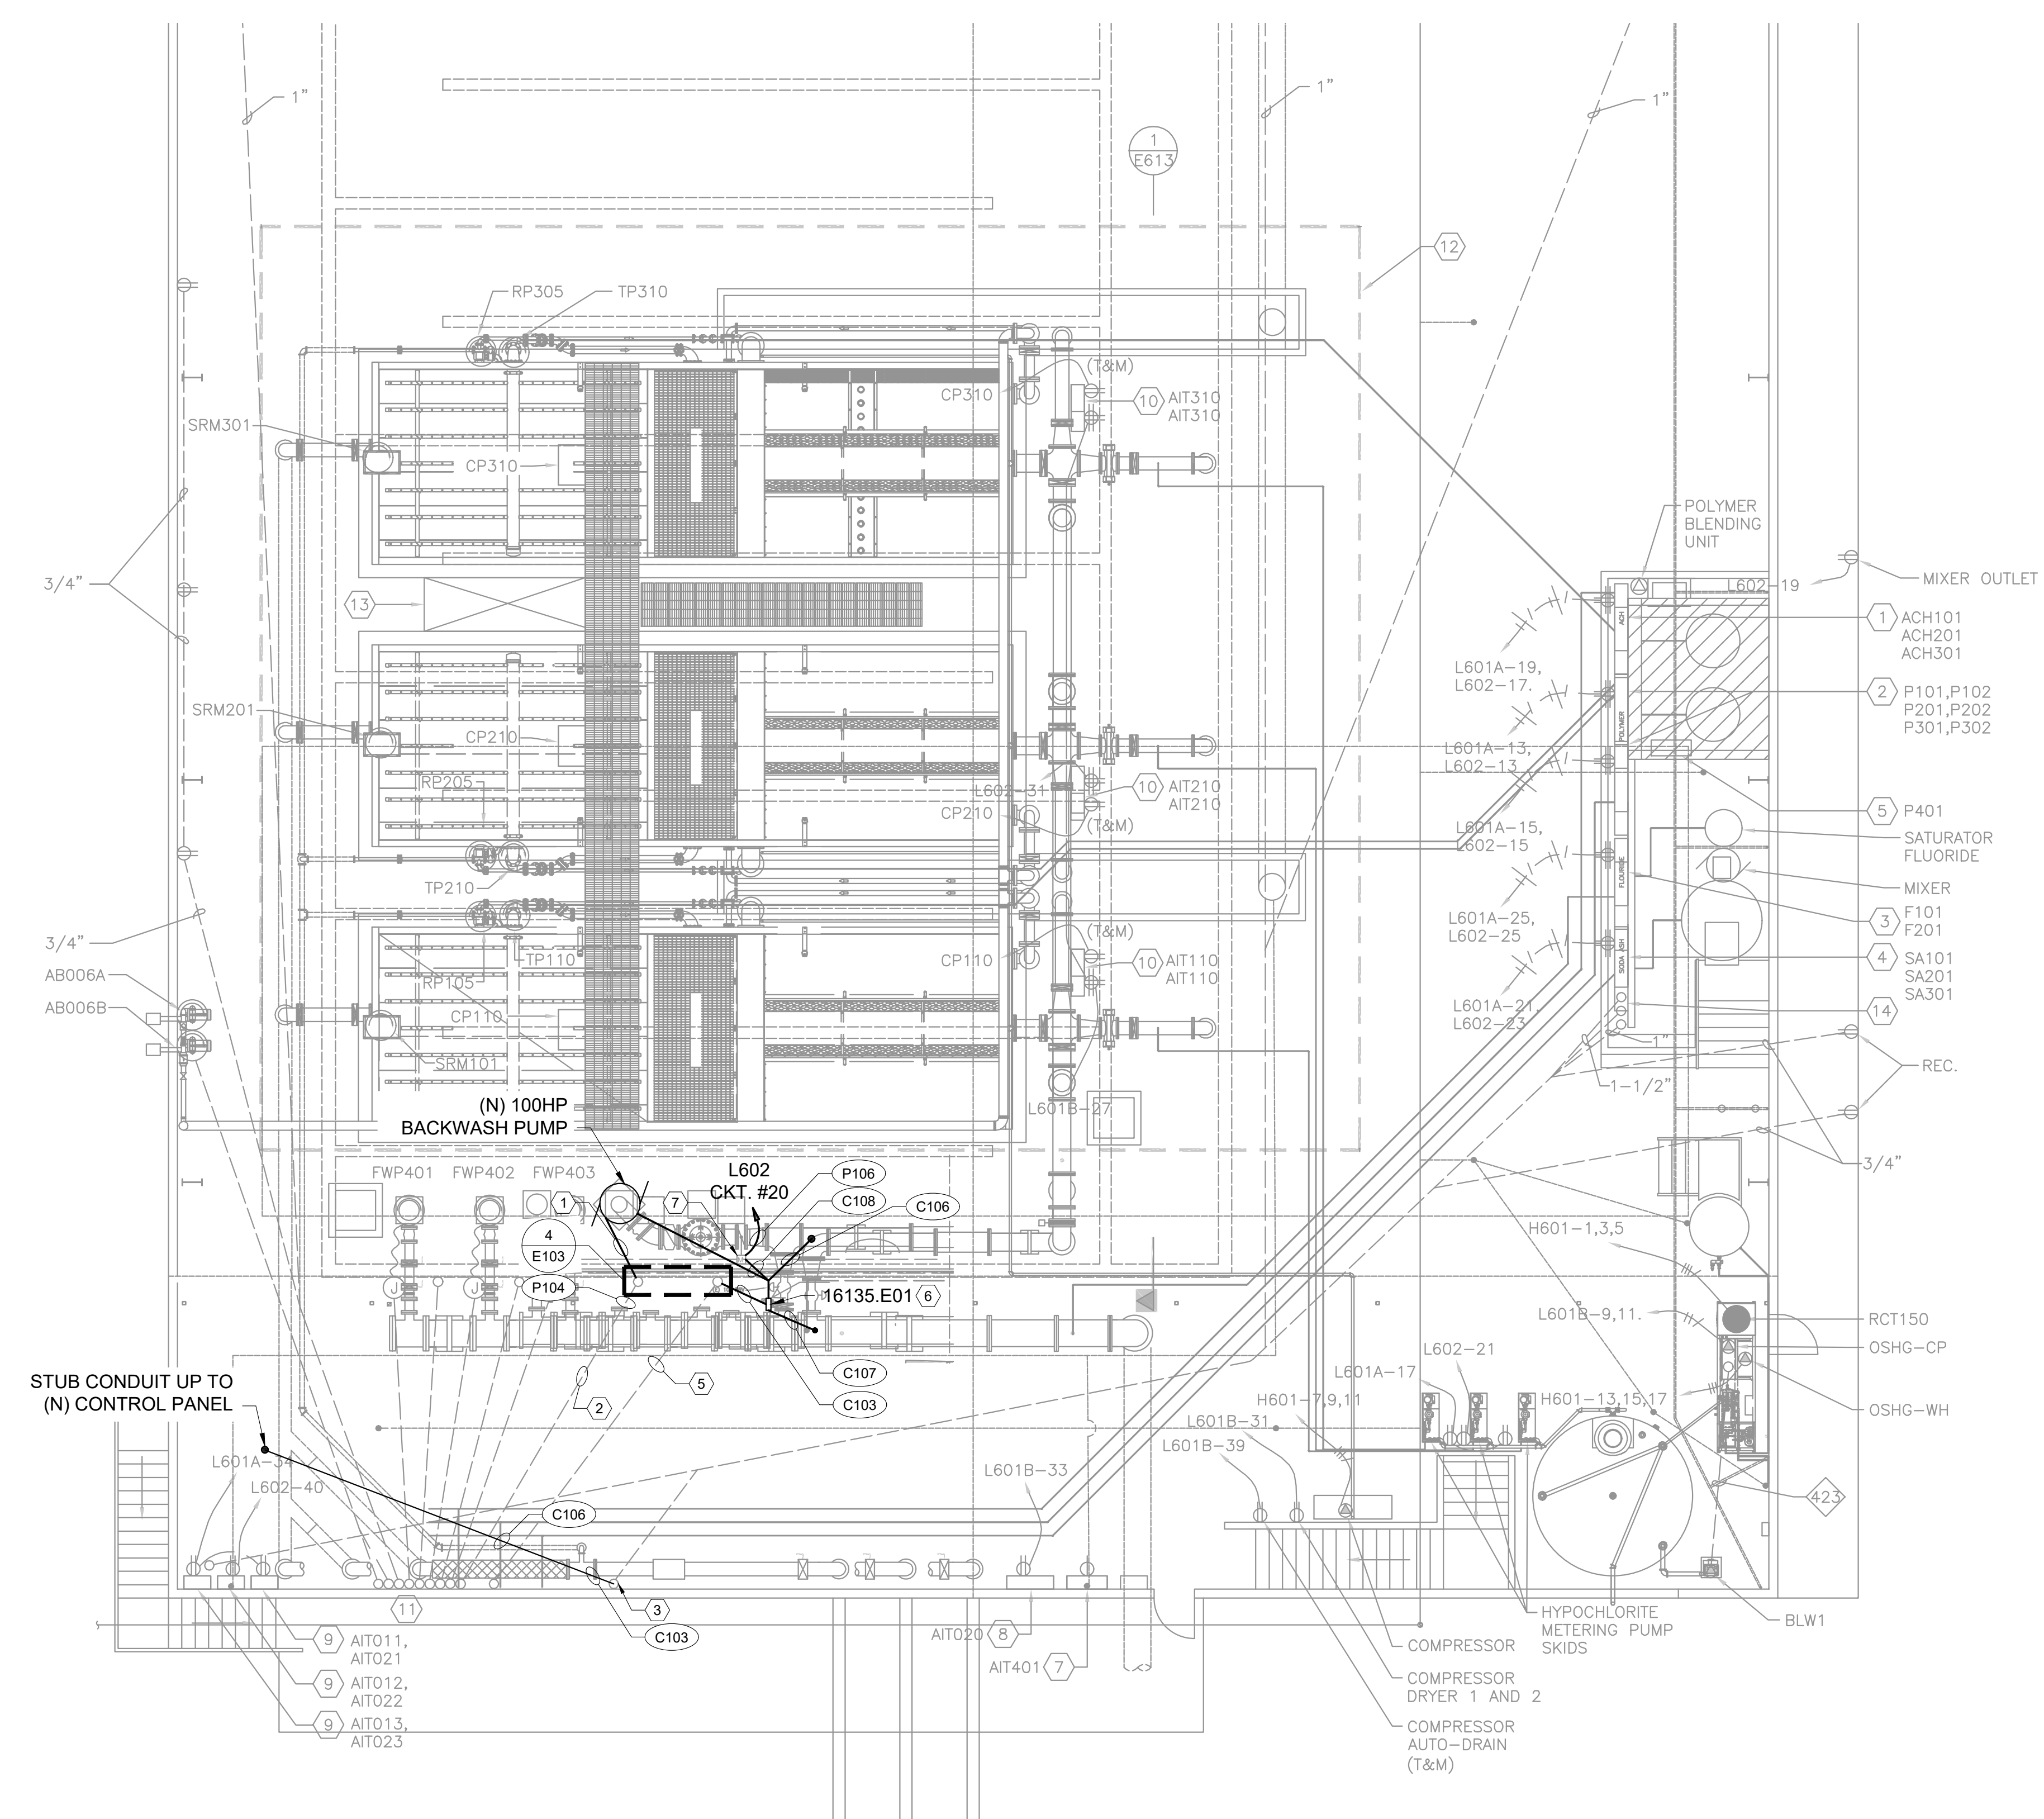 1"
1"
1"
1
E613
12
RP305
TP310
(T&M)
CP310
10
AIT310
AIT310
SRM301
CP310
POLYMER
BLENDING
UNIT
3/4"
13
L602-19
MIXER OUTLET
ACH
1
ACH101
ACH201
ACH301
L601A-19,
L602-17.
2
P101,P102
P201,P202
P301,P302
SRM201
CP210
POLYMER
L601A-13,
L602-13
RP205
L602-31
10
AIT210
AIT210
CP210
(T&M)
5
P401
L601A-15,
L602-15
SATURATOR
FLUORIDE
TP210
FLOURIDE
MIXER
3/4"
L601A-25,
L602-25
3
F101
F201
(T&M)
TP110
CP110
10
AIT110
AIT110
SODA ASH
4
SA101
SA201
SA301
AB006A
RP105
AB006B
CP110
L601A-21.
L602-23
14
1"
SRM101
REC.
1-1/2"
(N) 100HP
BACKWASH PUMP
L601B-27
3/4"
FWP401
FWP402
FWP403
L602
CKT. #20
P106
C108
C106
1
7
4
E103
H601-1,3,5
J
J
P104
16135.E01
6
L601B-9,11.
RCT150
OSHG-CP
L602-21
L601A-17
C107
5
2
C103
STUB CONDUIT UP TO
(N) CONTROL PANEL
H601-7,9,11
H601-13,15,17
OSHG-WH
L601B-31
L601B-39
L601A-34
L602-40
L601B-33
423
C106
11
3
C103
9
AIT011,
AIT021
9
AIT012,
AIT022
9
AIT013,
AIT023
AIT020
8
AIT401
7
HYPOCHLORITE
METERING PUMP
SKIDS
BLW1
COMPRESSOR
COMPRESSOR
DRYER 1 AND 2
COMPRESSOR
AUTO-DRAIN
(T&M)